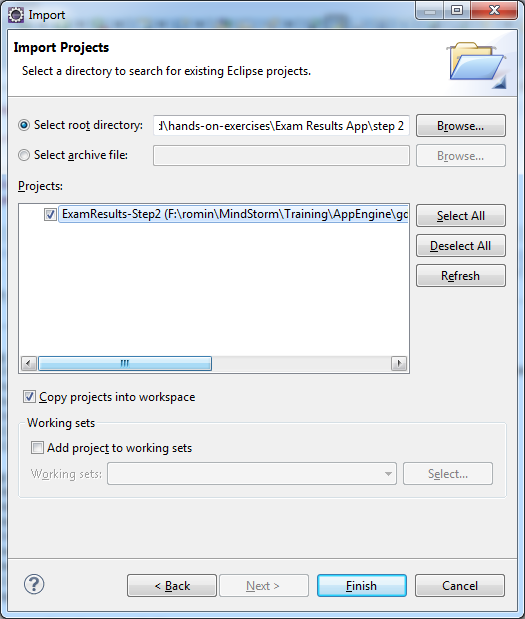 Import
Import Projects
Select a directory to search for existing Eclipse projects.
Select root directory: \hands-on-exercises\Exam Results App\step 2 Browse...
Select archive file: Browse...
Projects:
ExamResults-Step2 (F:\romin\MindStorm\Training\AppEngine\
Select All
Deselect All
Refresh
Copy projects into workspace
Working sets
Add project to working sets
Working sets: Select...
? < Back Next > Finish Cancel